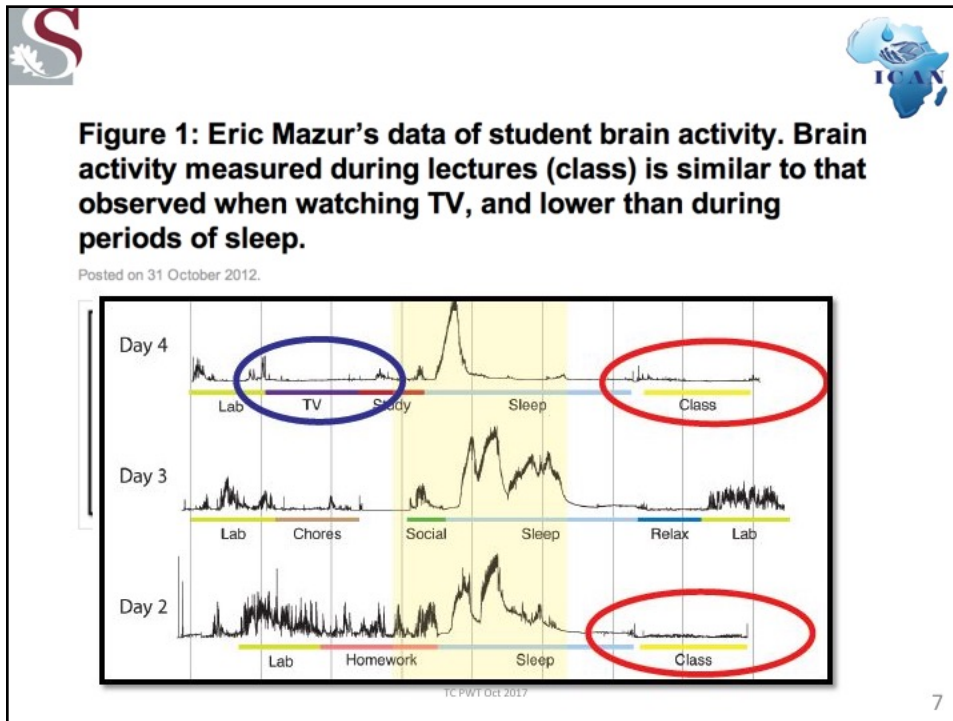 S
ICAN
Figure 1: Eric Mazur's data of student brain
activity. Brain
activity measured during lectures (class) is similar to that
observed when watching TV, and lower than during
periods of sleep.
Posted on 31 October 2012.
Day 4
Lab TV Study Sleep Class
Day 3
Lab Chores Social Sleep Relax Lab
Day 2
Lab Homework Sleep Class
TC PWT Oct 2017
7